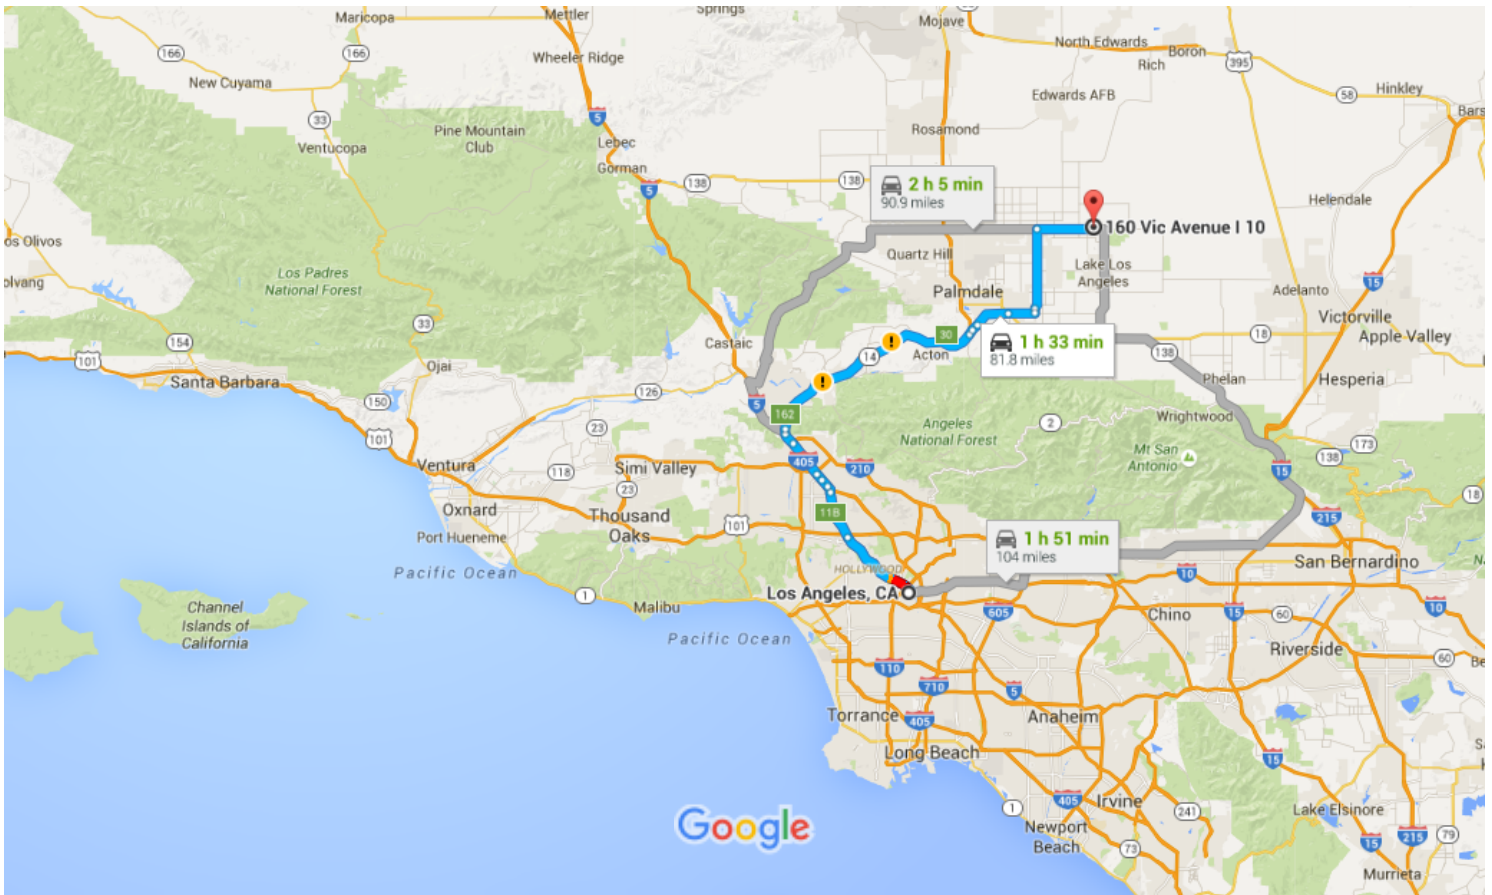 Maricopa
Mettler
Springs
Mojave
166
166
New Cuyama
Wheeler Ridge
North Edwards
Boron
Rich
395
58
Hinkley
Bars
Edwards AFB
33
Ventucopa
Pine Mountain
Club
5
Lebec
Gorman
Rosamond
5
138
138
2 h 5 min
90.9 miles
160 Vic Avenue I 10
Helendale
os Olivos
olvang
Los Padres
National Forest
Quartz Hill
Lake Los
Angeles
Palmdale
15
Adelanto
Victorville
Apple Valley
154
33
101
Castaic
30
Acton
14
1 h 33 min
81.8 miles
138
18
Ojai
Santa Barbara
126
150
5
162
Phelan
Hesperia
Wrightwood
101
23
Angeles
National Forest
2
Mt San
Antonio
173
138
15
18
Ventura
118
Simi Valley
405
210
23
Oxnard
Thousand
Oaks
101
11B
215
Port Hueneme
1 h 51 min
104 miles
San Bernardino
N
Pacific Ocean
HOLLYWOOD
Los Angeles, CA
10
10
1
Malibu
605
Chino
15
60
Channel
Islands of
California
Pacific Ocean
Riverside
60
Be
110
710
5
Torrance
405
Anaheim
Long Beach
15
S
405
Irvine
1
241
Lake Elsinore
Google
Newport
Beach
73
15
215
79
Murrieta